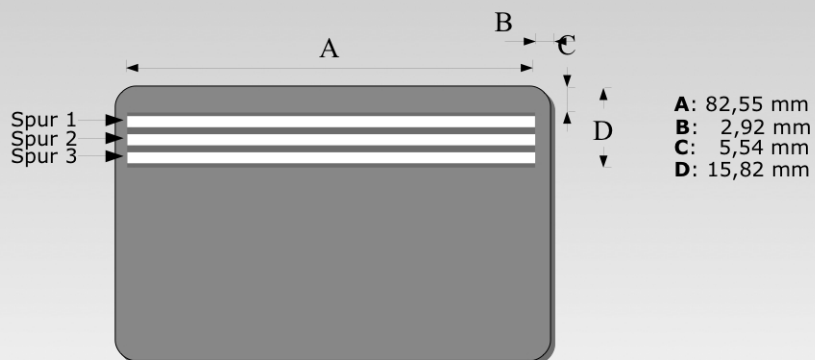 B
C
A
Spur 1
Spur 2
Spur 3
D
A: 82,55 mm
B: 2,92 mm
C: 5,54 mm
D: 15,82 mm